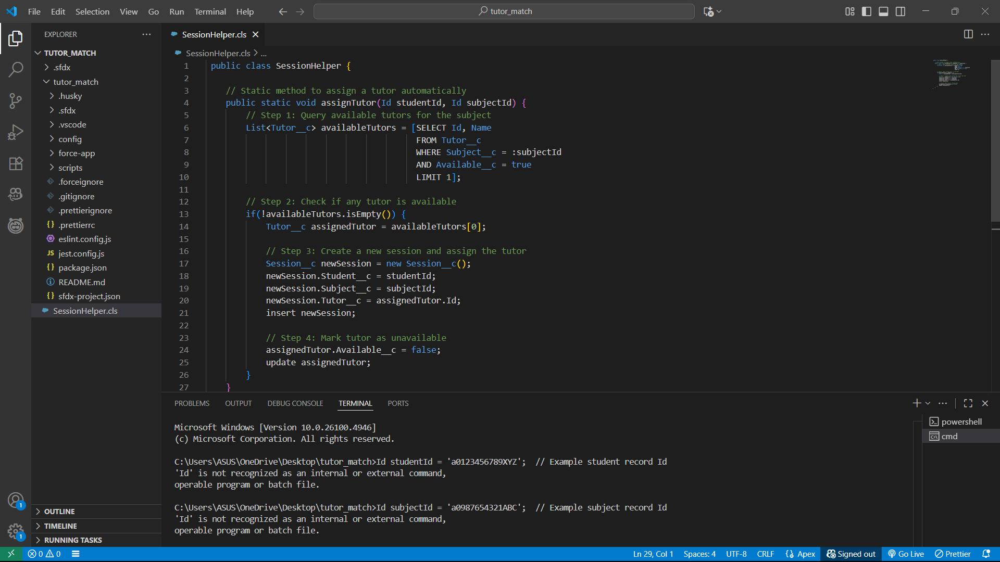 File Edit Selection View Go Run Terminal Help
tutor_match
EXPLORER
TUTOR_MATCH
.sfdx
tutor_match
.husky
.sfdx
.vscode
config
force-app
scripts
.forceignore
.gitignore
.prettierignore
{} .prettierrc
eslint.config.js
JS jest.config.js
{} package.json
README.md
{} sfdx-project.json
SessionHelper.cls
OUTLINE
TIMELINE
RUNNING TASKS
1
1
SessionHelper.cls
SessionHelper.cls > ...
1 public class SessionHelper {
2
3 // Static method to assign a tutor automatically
4 public static void assignTutor(Id studentId, Id subjectId) {
5 // Step 1: Query available tutors for the subject
6 List<Tutor__c> availableTutors = [SELECT Id, Name
7 FROM Tutor__c
8 WHERE Subject__c = :subjectId
9 AND Available__c = true
10 LIMIT 1];
11
12 // Step 2: Check if any tutor is available
13 if(!availableTutors.isEmpty()) {
14 Tutor__c assignedTutor = availableTutors[0];
15
16 // Step 3: Create a new session and assign the tutor
17 Session__c newSession = new Session__c();
18 newSession.Student__c = studentId;
19 newSession.Subject__c = subjectId;
20 newSession.Tutor__c = assignedTutor.Id;
21 insert newSession;
22
23 // Step 4: Mark tutor as unavailable
24 assignedTutor.Available__c = false;
25 update assignedTutor;
26 }
27 }
PROBLEMS OUTPUT DEBUG CONSOLE TERMINAL PORTS
Microsoft Windows [Version 10.0.26100.4946]
(c) Microsoft Corporation. All rights reserved.
C:\Users\ASUS\OneDrive\Desktop\tutor_match>Id studentId = 'a0123456789XYZ';  // Example student record Id
'Id' is not recognized as an internal or external command,
operable program or batch file.
C:\Users\ASUS\OneDrive\Desktop\tutor_match>Id subjectId = 'a0987654321ABC';  // Example subject record Id
'Id' is not recognized as an internal or external command,
operable program or batch file.
powershell
cmd
0 0 Ln 29, Col 1 Spaces: 4 UTF-8 CRLF {} Apex Signed out Go Live Prettier